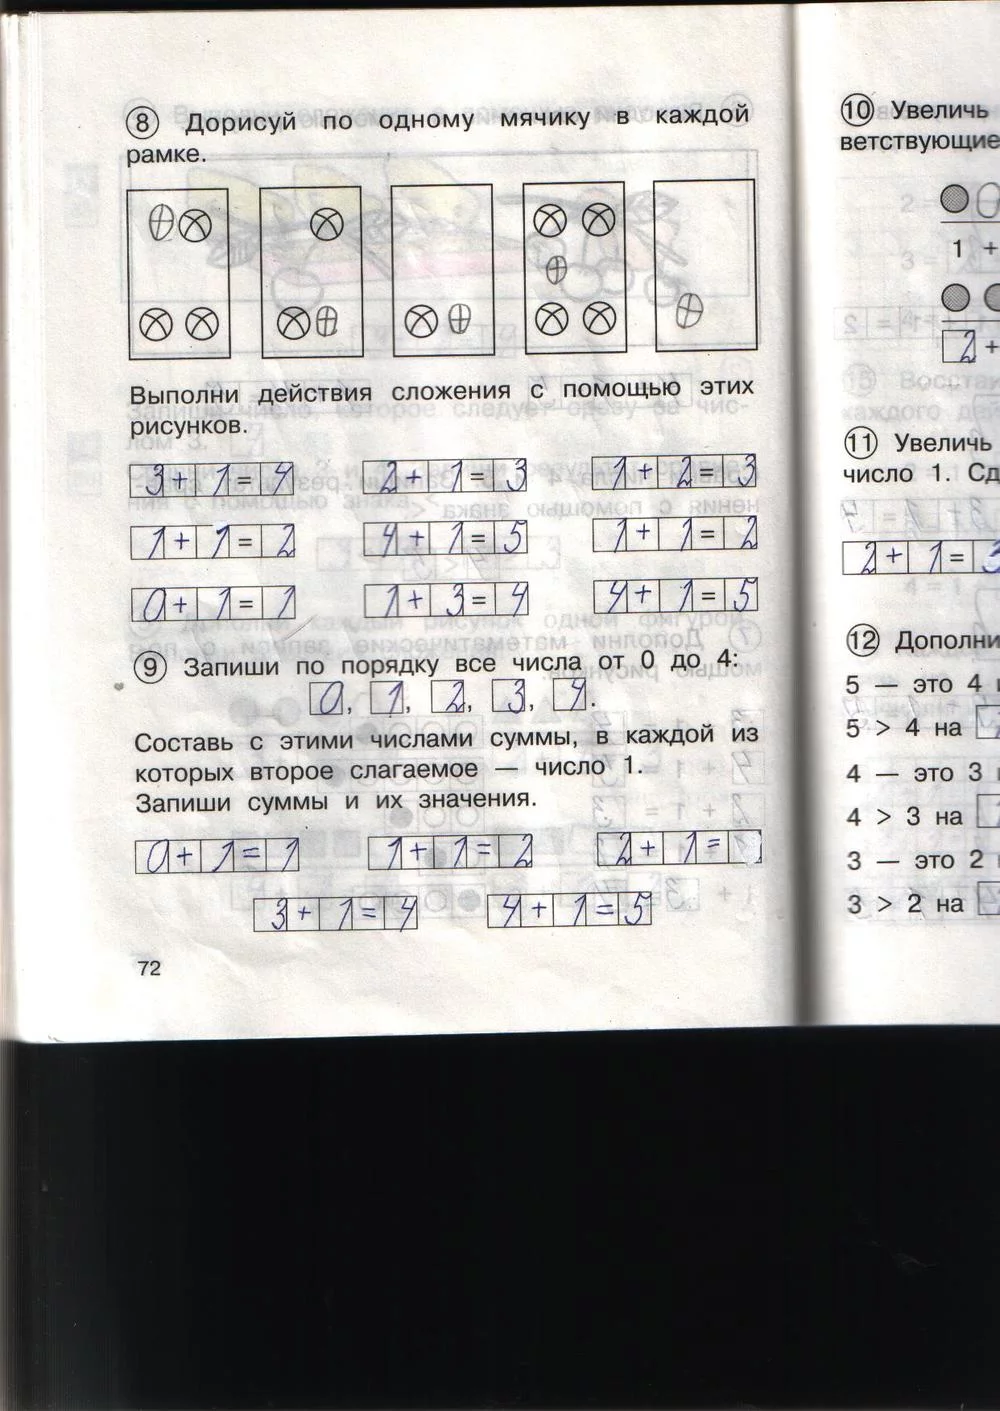 8 Дорисуй по одному мячику в каждой
рамке.
Выполни действия сложения с помощью этих
рисунков.
3 + 1 = 4 2 + 1 = 3 1 + 2 = 3
1 + 1 = 2 4 + 1 = 5 1 + 1 = 2
0 + 1 = 1 1 + 3 = 4 4 + 1 = 5
9 Запиши по порядку все числа от 0 до 4:
0, 1, 2, 3, 4.
Составь с этими числами суммы, в каждой из
которых второе слагаемое — число 1.
Запиши суммы и их значения.
0 + 1 = 1 1 + 1 = 2 2 + 1 =
3 + 1 = 4 4 + 1 = 5
72
10 Увеличь
ветствующие
1 +
2 +
11 Увеличь
число 1. Сд
2 + 1 = 3
12 Дополни
5 — это 4 и
5 > 4 на
4 — это 3
4 > 3 на
3 — это 2
3 > 2 на